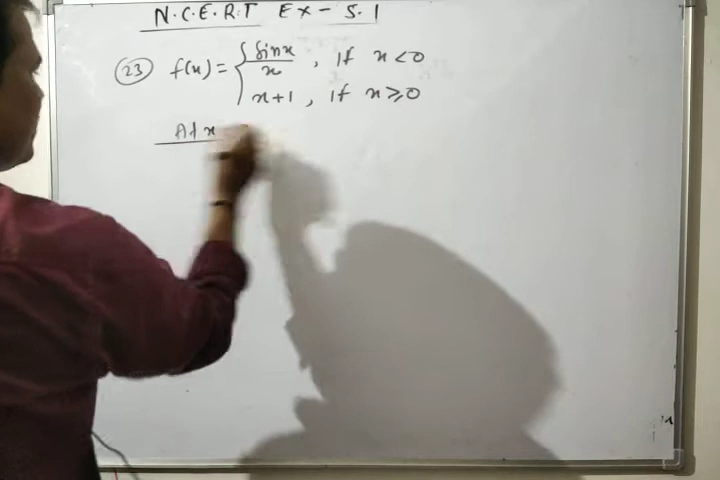 N.C.E.R.T Ex - 5.1
(23) f(x) = { sinx/x , if x < 0
x+1 , if x ≥ 0
At x